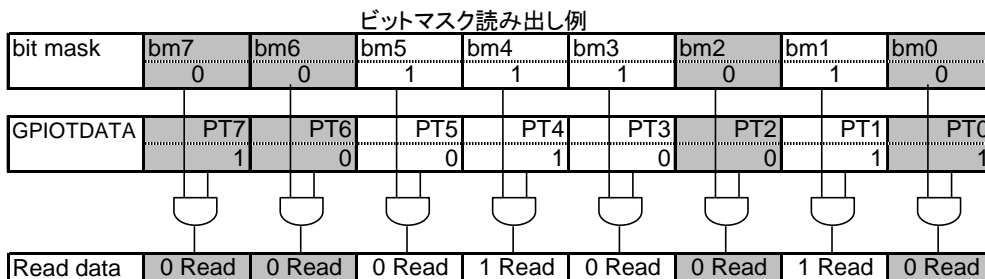 ビットマスク読み出し例
bit mask bm7 bm6 bm5 bm4 bm3 bm2 bm1 bm0
0 0 1 1 1 0 1 0
GPIOTDATA PT7 PT6 PT5 PT4 PT3 PT2 PT1 PT0
1 0 0 1 0 0 1 1
Read data 0 Read 0 Read 0 Read 1 Read 0 Read 0 Read 1 Read 0 Read